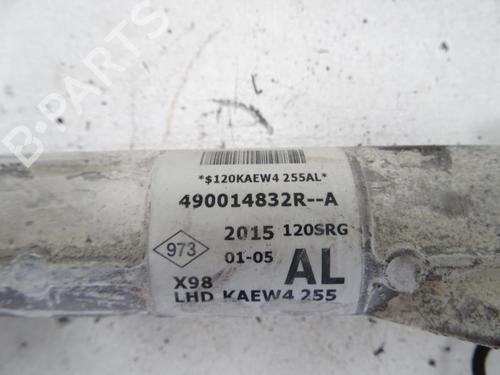 B-PARTS
*$120KAEW4 255AL*
490014832R--A
973
2015 120SRG
01-05 AL
X98
LHD KAEW4 255